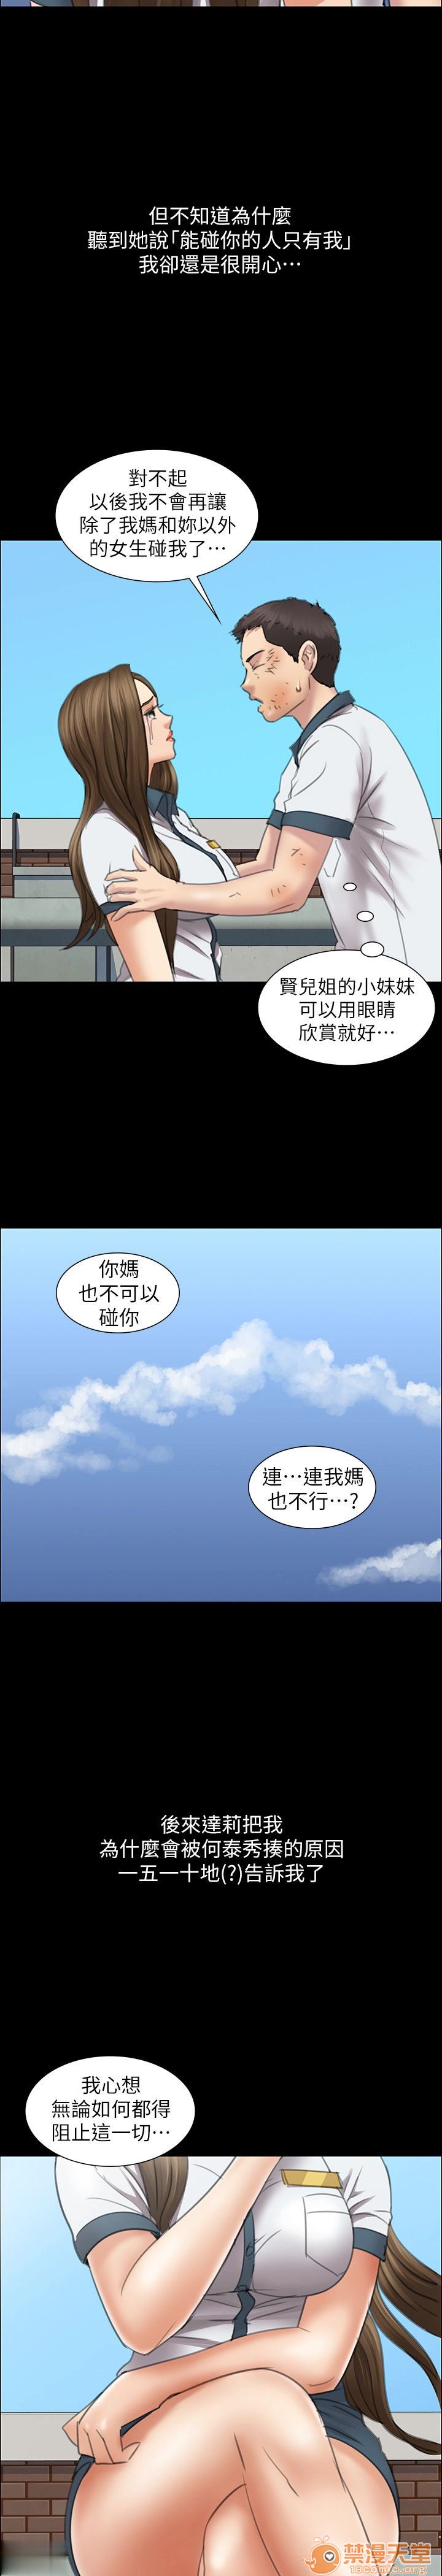 但不知道為什麼
聽到她說「能碰你的人只有我」
我卻還是很開心…
對不起
以後我不會再讓
除了我媽和妳以外
的女生碰我了…
賢兒姐的小妹妹
可以用眼睛
欣賞就好…
你媽
也不可以
碰你
連…連我媽
也不行…?
後來達莉把我
為什麼會被何泰秀揍的原因
一五一十地(?)告訴我了
我心想
無論如何都得
阻止這一切…
禁漫天堂
18comic.vip